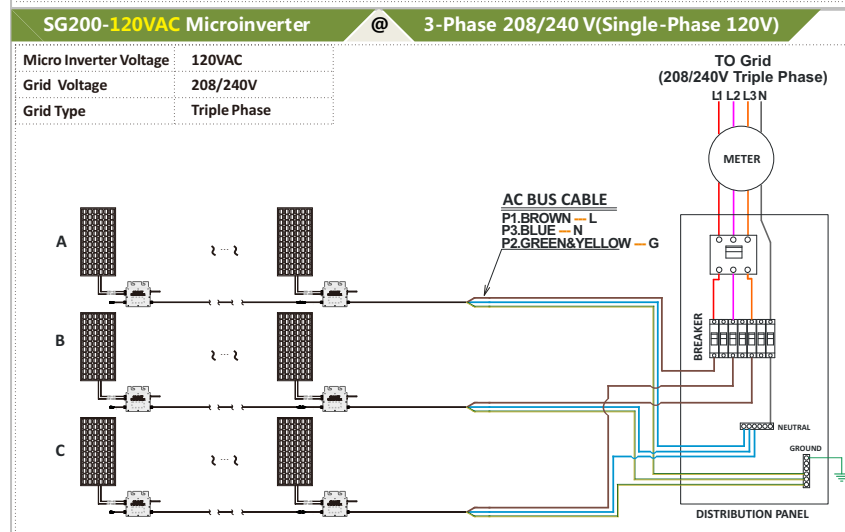 SG200-120VAC Microinverter @ 3-Phase 208/240 V(Single-Phase 120V)
Micro Inverter Voltage 120VAC
Grid Voltage 208/240V
Grid Type Triple Phase
TO Grid
(208/240V Triple Phase)
L1 L2 L3 N
METER
AC BUS CABLE
P1.BROWN — L
P3.BLUE — N
P2.GREEN&YELLOW — G
A
B
C
BREAKER
NEUTRAL
GROUND
DISTRIBUTION PANEL